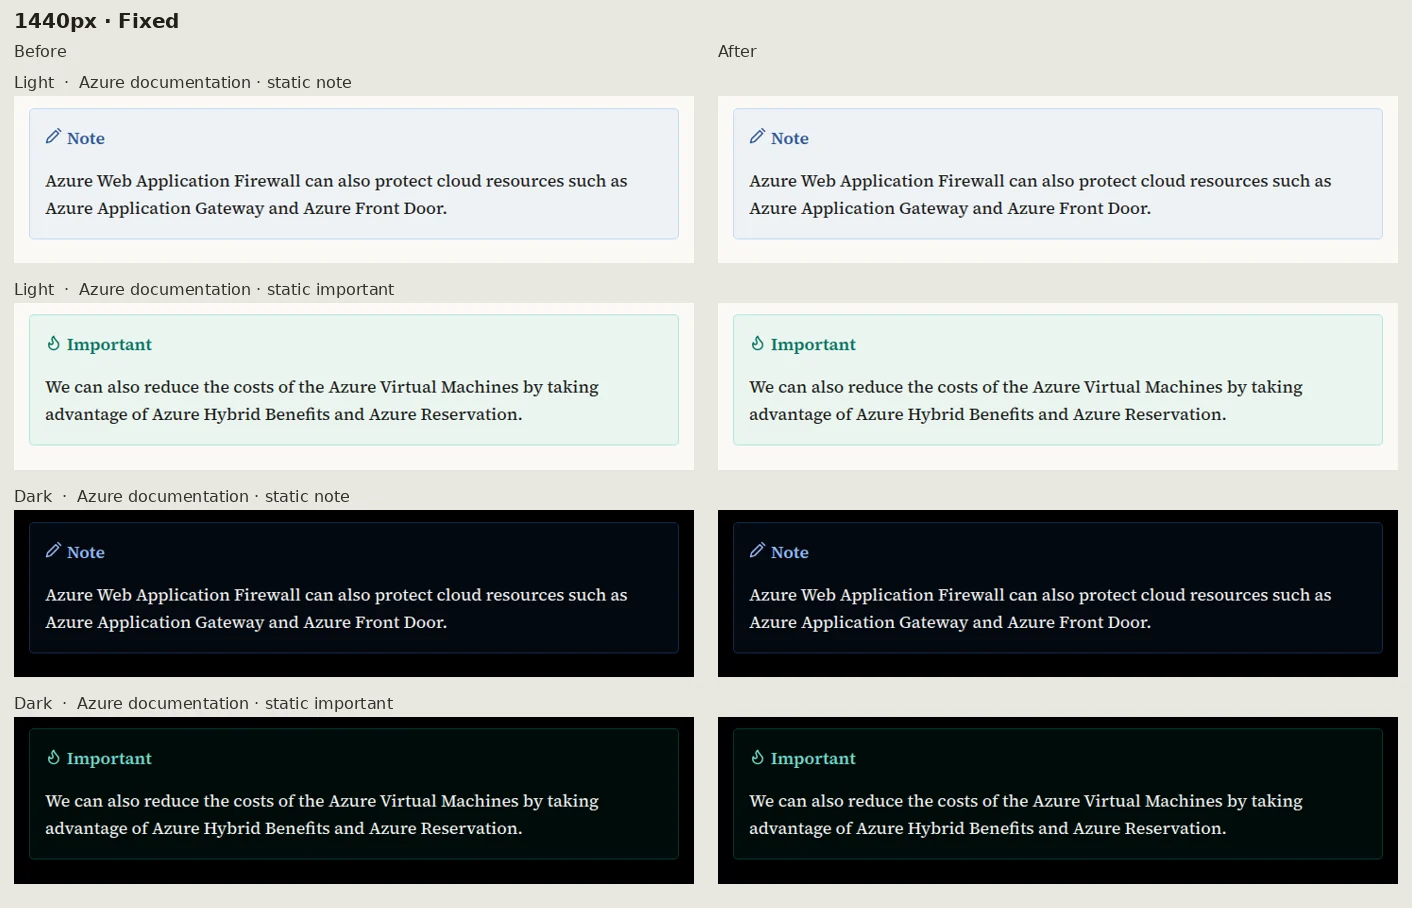 1440px · Fixed
Before
After
Light · Azure documentation · static note
Note
Azure Web Application Firewall can also protect cloud resources such as
Azure Application Gateway and Azure Front Door.
Note
Azure Web Application Firewall can also protect cloud resources such as
Azure Application Gateway and Azure Front Door.
Light · Azure documentation · static important
Important
We can also reduce the costs of the Azure Virtual Machines by taking
advantage of Azure Hybrid Benefits and Azure Reservation.
Important
We can also reduce the costs of the Azure Virtual Machines by taking
advantage of Azure Hybrid Benefits and Azure Reservation.
Dark · Azure documentation · static note
Note
Azure Web Application Firewall can also protect cloud resources such as
Azure Application Gateway and Azure Front Door.
Note
Azure Web Application Firewall can also protect cloud resources such as
Azure Application Gateway and Azure Front Door.
Dark · Azure documentation · static important
Important
We can also reduce the costs of the Azure Virtual Machines by taking
advantage of Azure Hybrid Benefits and Azure Reservation.
Important
We can also reduce the costs of the Azure Virtual Machines by taking
advantage of Azure Hybrid Benefits and Azure Reservation.